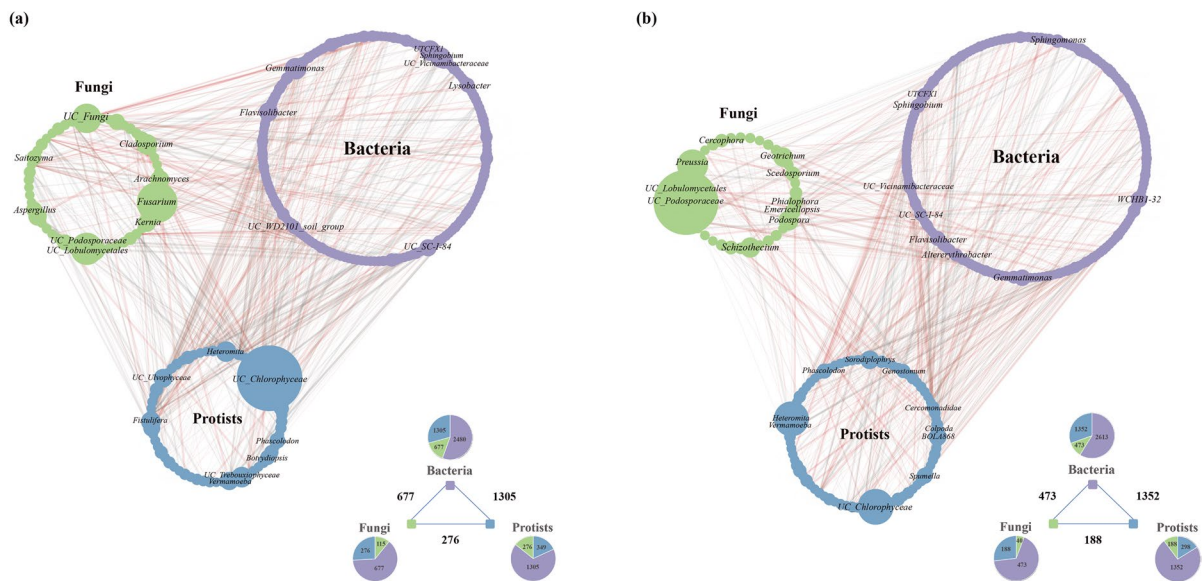 (a)
UTCFX1
Sphingobium
UC_Vicinamibacteraceae
Gemmatimonas
Lysobacter
Fungi
Flavisolibacter
UC_Fungi
Cladosporium
Bacteria
Saitozyma
Arachnomyces
Fusarium
Aspergillus
Kernia
UC_WD2101_soil_group
UC_Podosporaceae
UC_Lobulomycetales
UC_SC-I-84
Heteromita
UC_Ulvophyceae
UC_Chlorophyceae
Fistulifera
Protists
Phascolodon
Botrydiopsis
UC_Trebouxiophyceae
Vermamoeba
1305
2480
677
Bacteria
677
1305
Fungi
Protists
276
276
115
677
276
349
1305
(b)
Sphingomonas
UTCFX1
Sphingobium
Fungi
Cercophora
Preussia
Geotrichum
Bacteria
Scedosporium
UC_Lobulomycetales
UC_Podosporaceae
UC_Vicinamibacteraceae
Phialophora
Emericellopsis
Podospora
WCHB1-32
UC_SC-I-84
Schizothecium
Flavisolibacter
Altererythrabacter
Gemmatimonas
Sorodiplophrys
Phascolodon
Genostomum
Cercomonadidae
Heteromita
Vermamoeba
Colpoda
BOLA868
Protists
Spumella
UC_Chlorophyceae
1352
2613
473
Bacteria
473
1352
Fungi
Protists
188
188
48
473
188
298
1352